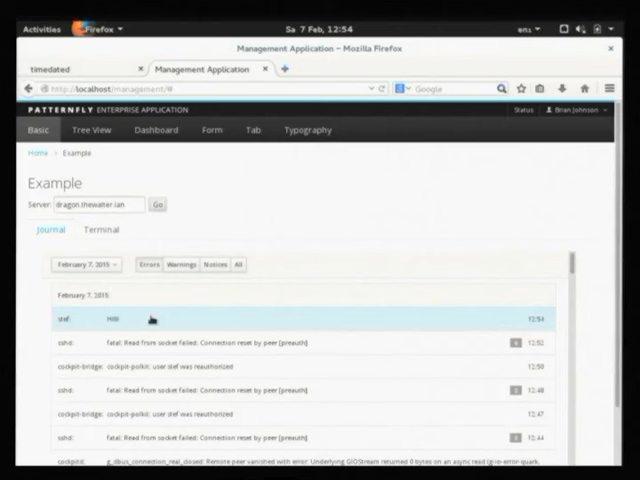 Activities Firefox Sa 7 Feb, 12:54 en1
Management Application - Mozilla Firefox
timedated × Management Application ×
http://localhost/management/# Google
PATTERNFLY ENTERPRISE APPLICATION Status Brian Johnson
Basic Tree View Dashboard Form Tab Typography
Home > Example
Example
Server: dragon.thewalter.lan Go
Journal Terminal
February 7, 2015 Errors Warnings Notices All
February 7, 2015
stef: 12:54
sshd: fatal: Read from socket failed: Connection reset by peer [preauth] 12:52
cockpit-bridge: cockpit-polkit: user stef was reauthorized 12:50
sshd: fatal: Read from socket failed: Connection reset by peer [preauth] 12:48
cockpit-bridge: cockpit-polkit: user stef was reauthorized 12:47
sshd: fatal: Read from socket failed: Connection reset by peer [preauth] 12:44
cockpitd: g_dbus_connection_real_closed: Remote peer vanished with error: Underlying GIOStream returned 0 bytes on an async read (g-io-error-quark,